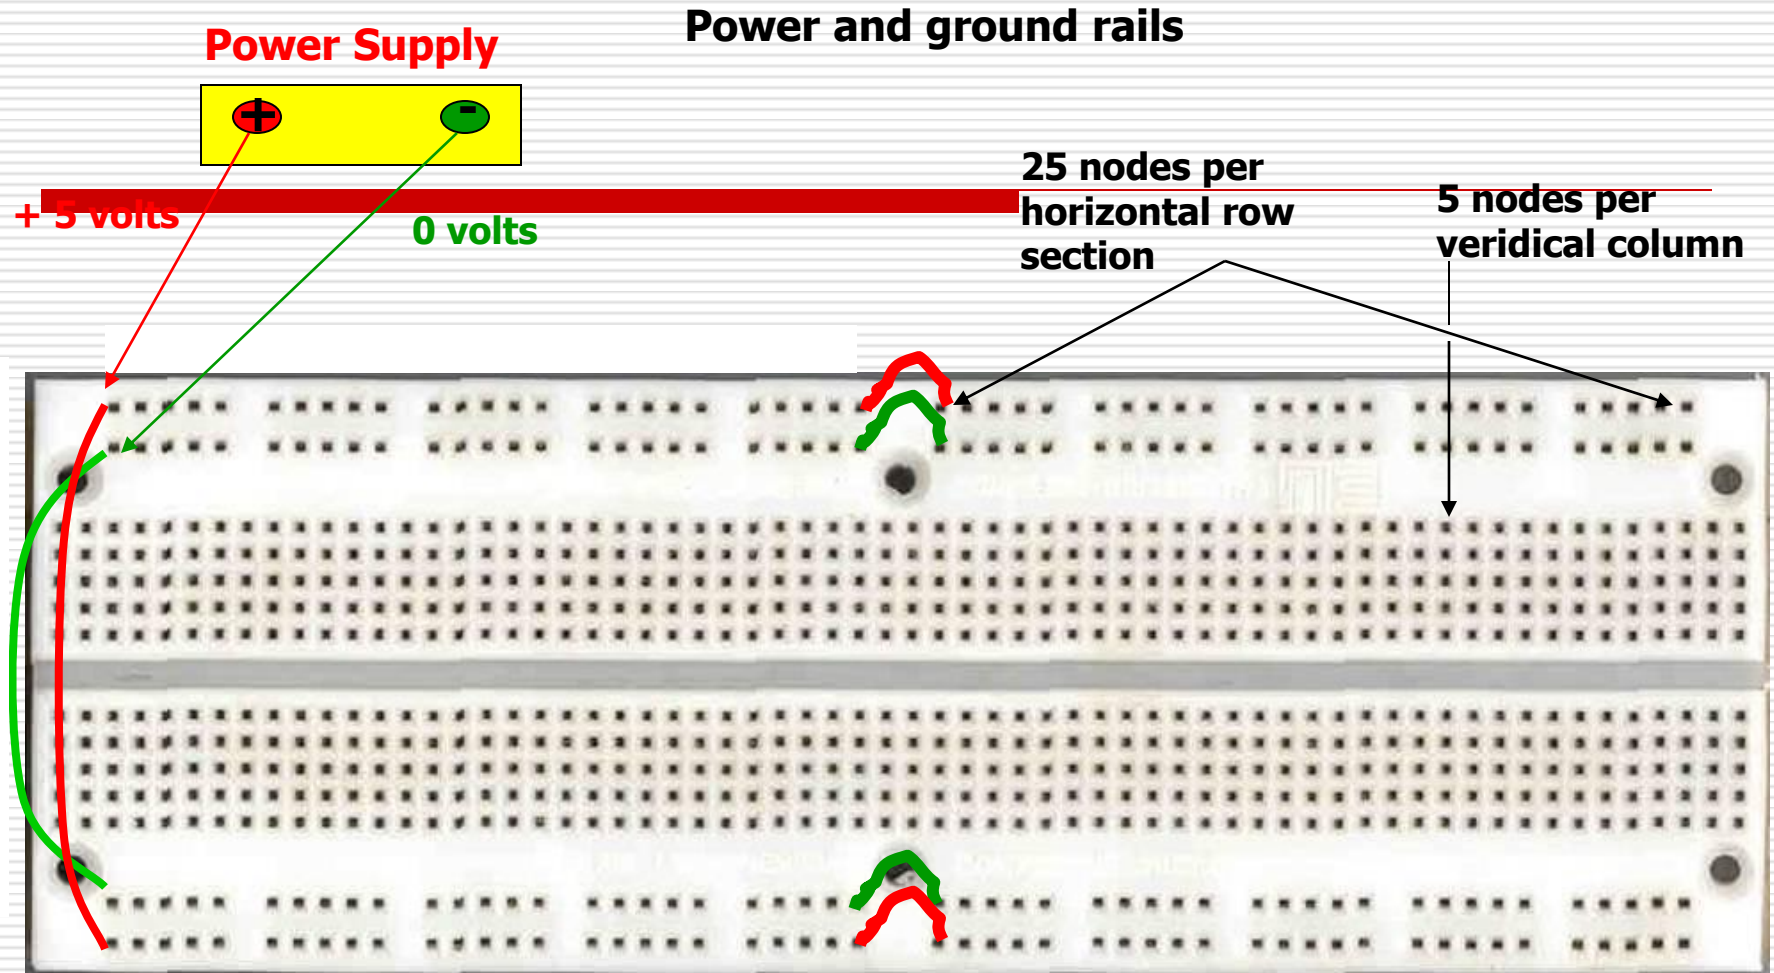 Power and ground rails
Power Supply
+
-
25 nodes per
horizontal row
section
5 nodes per
veridical column
+ 5 volts
0 volts